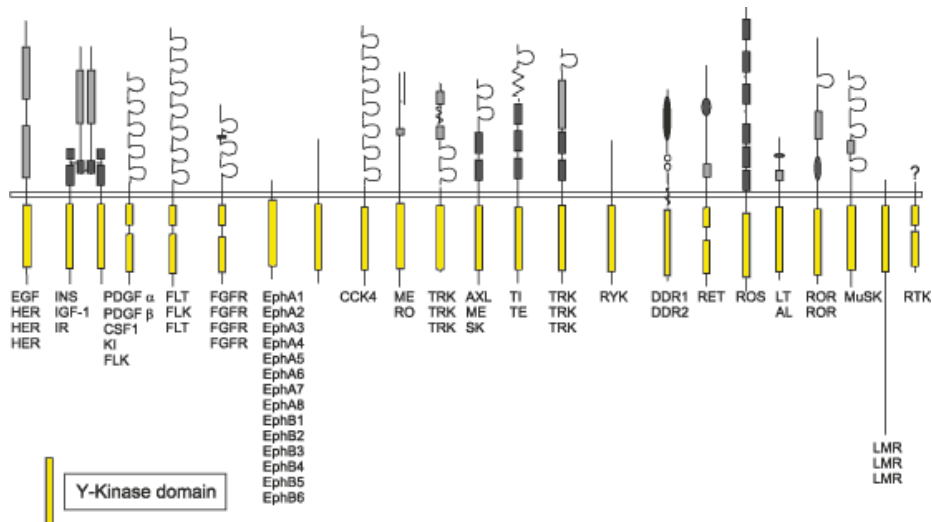 ?
EGF
HER
HER
HER
INS
IGF-1
IR
PDGF α
PDGF β
CSF1
KI
FLK
FLT
FLK
FLT
FGFR
FGFR
FGFR
FGFR
EphA1
EphA2
EphA3
EphA4
EphA5
EphA6
EphA7
EphA8
EphB1
EphB2
EphB3
EphB4
EphB5
EphB6
CCK4
ME
RO
TRK
TRK
TRK
AXL
ME
SK
TI
TE
TRK
TRK
TRK
RYK
DDR1
DDR2
RET
ROS
LT
AL
ROR
ROR
MuSK
LMR
LMR
LMR
RTK
Y-Kinase domain